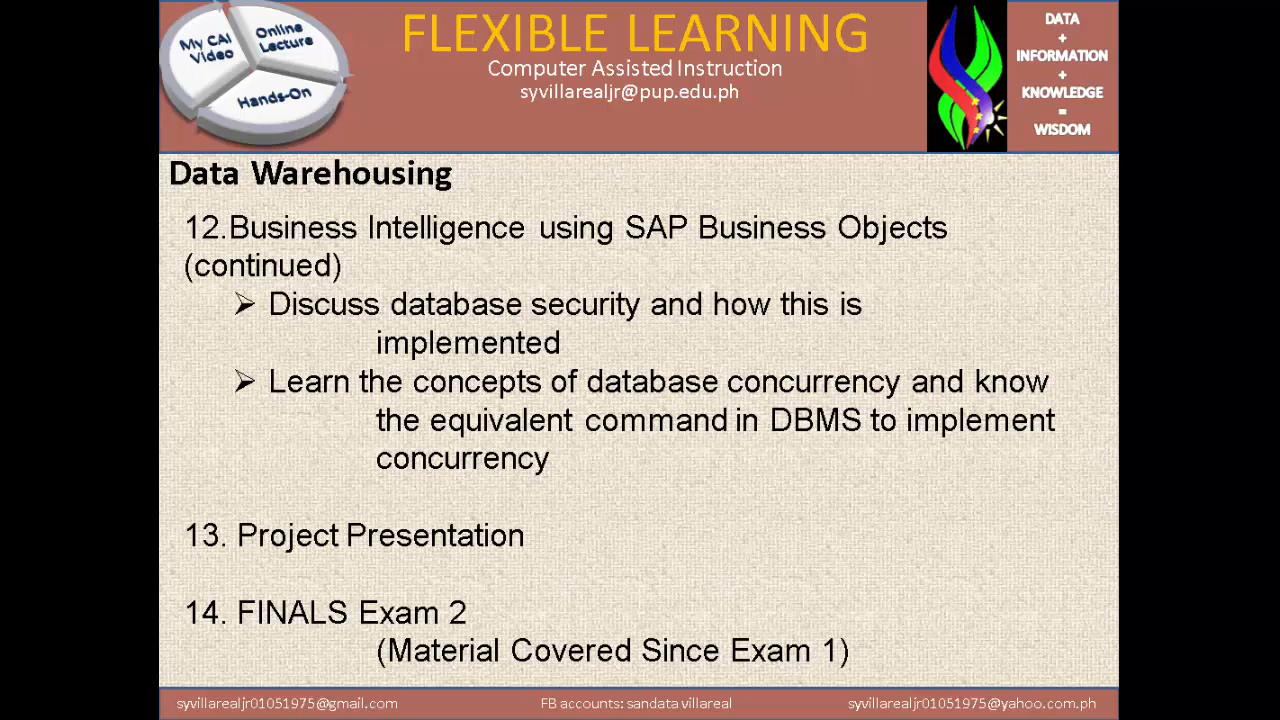 My CAI
Video
Online
Lecture
Hands-On
FLEXIBLE LEARNING
Computer Assisted Instruction
syvillarealjr@pup.edu.ph
DATA
+
INFORMATION
+
KNOWLEDGE
=
WISDOM
Data Warehousing
12.Business Intelligence using SAP Business Objects
(continued)
➢ Discuss database security and how this is
implemented
➢ Learn the concepts of database concurrency and know
the equivalent command in DBMS to implement
concurrency
13. Project Presentation
14. FINALS Exam 2
(Material Covered Since Exam 1)
syvillarealjr01051975@gmail.com
FB accounts: sandata villareal
syvillarealjr01051975@yahoo.com.ph